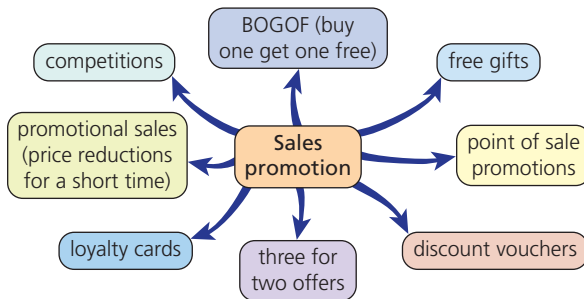 BOGOF (buy
one get one free)
competitions
free gifts
promotional sales
(price reductions
for a short time)
Sales
promotion
point of sale
promotions
loyalty cards
three for
two offers
discount vouchers